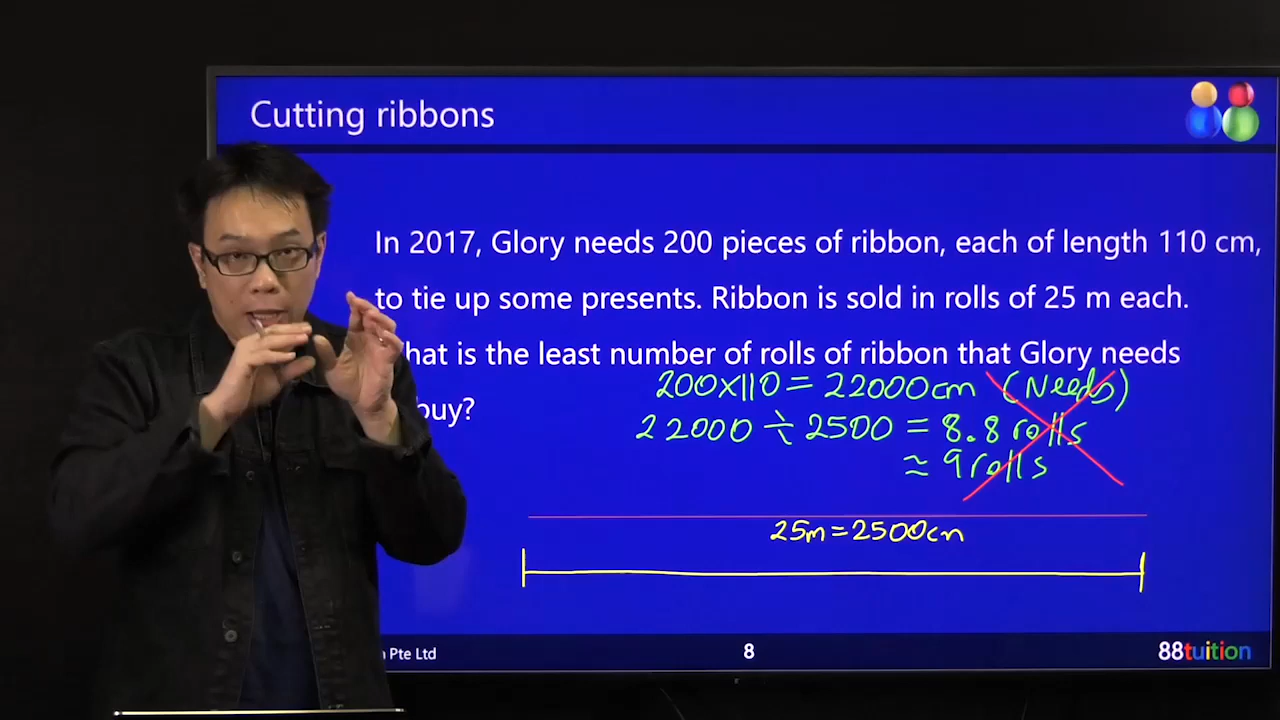 Cutting ribbons
In 2017, Glory needs 200 pieces of ribbon, each of length 110 cm,
to tie up some presents. Ribbon is sold in rolls of 25 m each.
hat is the least number of rolls of ribbon that Glory needs
buy?
200x110 = 22000cm (Needs)
22000 ÷ 2500 = 8.8 rolls
≈ 9 rolls
25m = 2500cm
Pte Ltd
8
88tuition